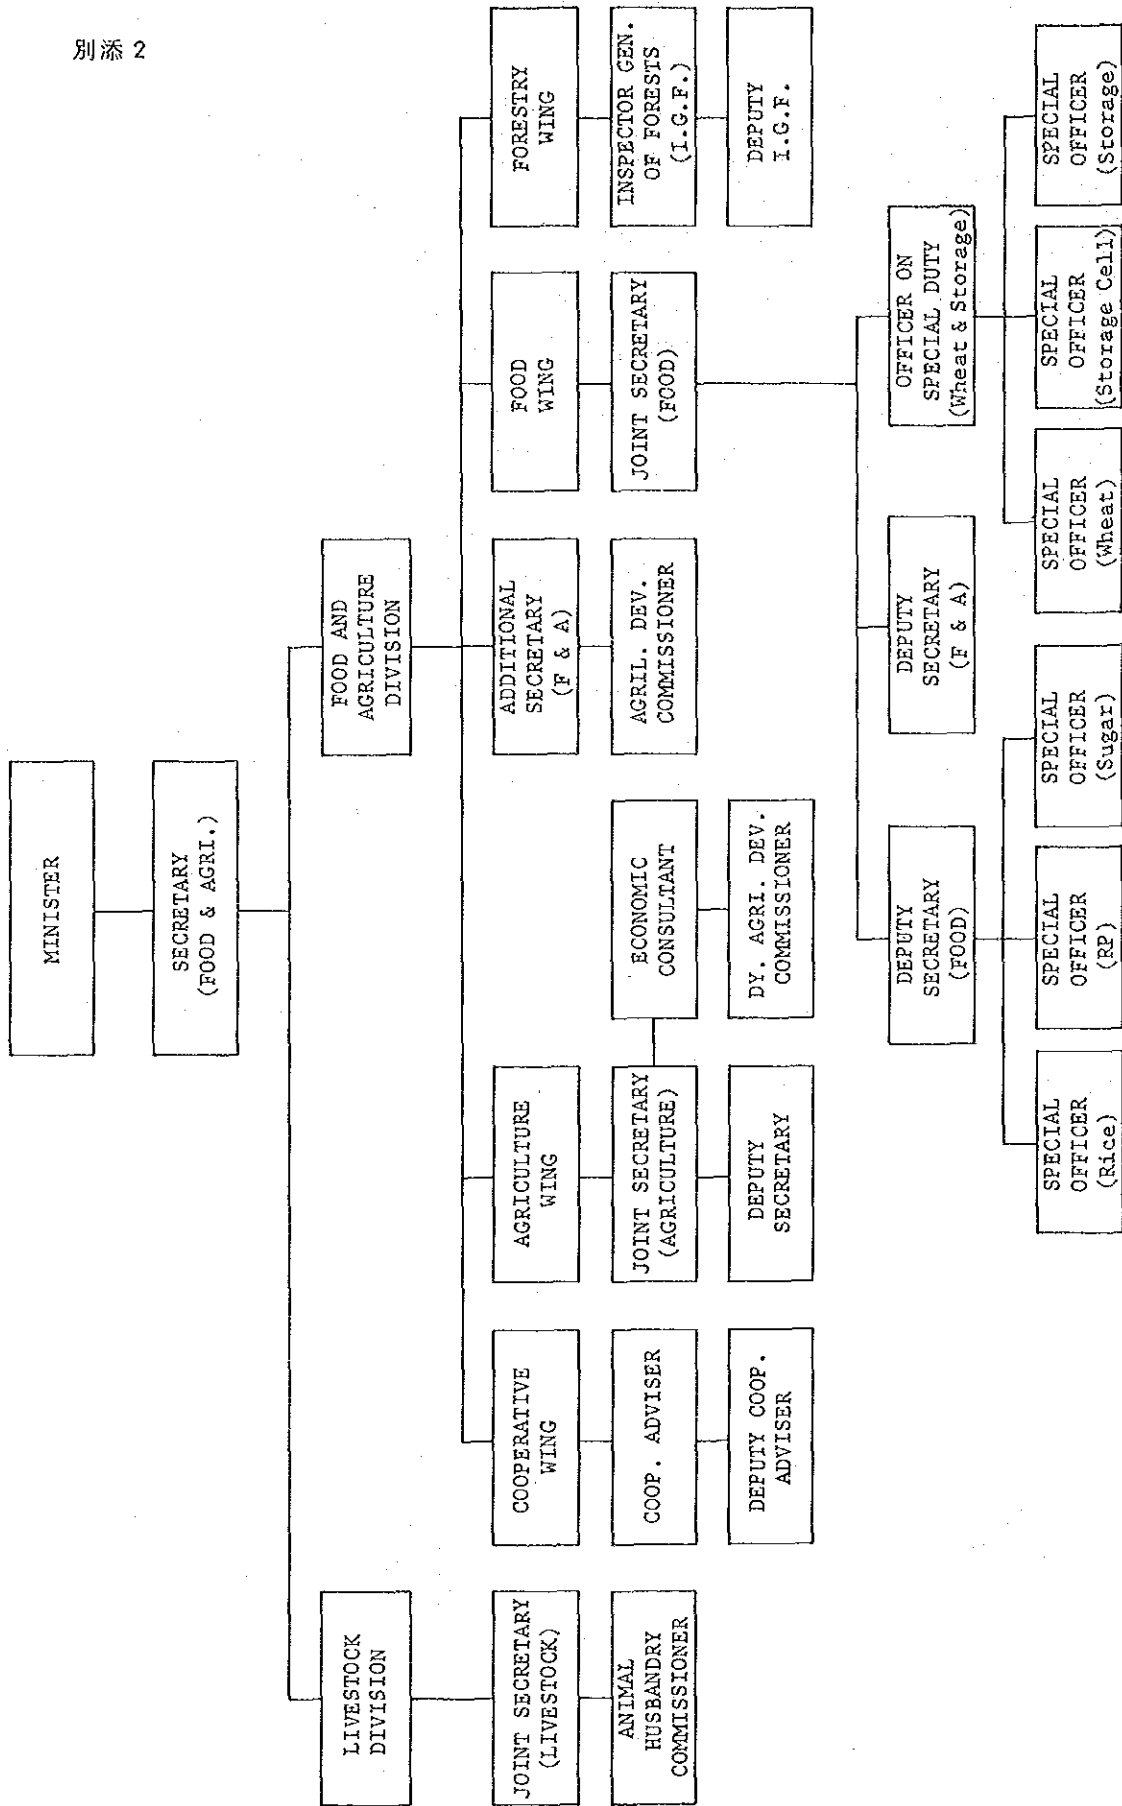 別添 2
MINISTER
SECRETARY
(FOOD & AGRI.)
LIVESTOCK
DIVISION
FOOD AND
AGRICULTURE
DIVISION
JOINT SECRETARY
(LIVESTOCK)
ANIMAL
HUSBANDRY
COMMISSIONER
COOPERATIVE
WING
COOP. ADVISER
DEPUTY COOP.
ADVISER
AGRICULTURE
WING
JOINT SECRETARY
(AGRICULTURE)
DEPUTY
SECRETARY
ECONOMIC
CONSULTANT
DY. AGRI. DEV.
COMMISSIONER
ADDITIONAL
SECRETARY
(F & A)
AGRIL. DEV.
COMMISSIONER
FOOD
WING
JOINT SECRETARY
(FOOD)
FORESTRY
WING
INSPECTOR GEN.
OF FORESTS
(I.G.F.)
DEPUTY
I.G.F.
DEPUTY
SECRETARY
(FOOD)
DEPUTY
SECRETARY
(F & A)
OFFICER ON
SPECIAL DUTY
(Wheat & Storage)
SPECIAL
OFFICER
(Rice)
SPECIAL
OFFICER
(RP)
SPECIAL
OFFICER
(Sugar)
SPECIAL
OFFICER
(Wheat)
SPECIAL
OFFICER
(Storage Cell)
SPECIAL
OFFICER
(Storage)